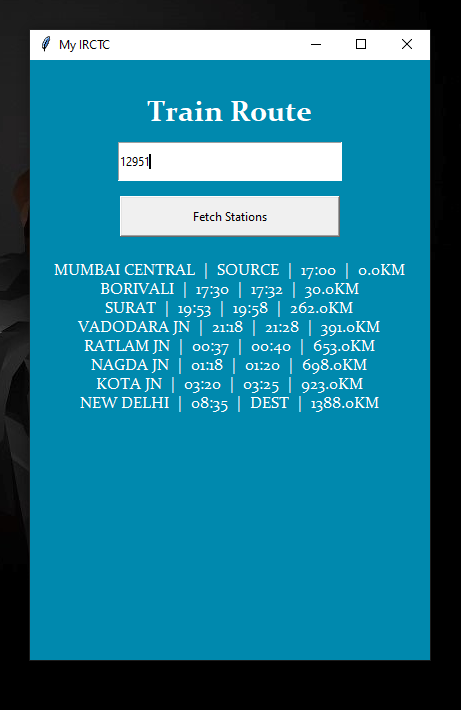 My IRCTC
Train Route
12951
Fetch Stations
MUMBAI CENTRAL | SOURCE | 17:00 | 0.0KM
BORIVALI | 17:30 | 17:32 | 30.0KM
SURAT | 19:53 | 19:58 | 262.0KM
VADODARA JN | 21:18 | 21:28 | 391.0KM
RATLAM JN | 00:37 | 00:40 | 653.0KM
NAGDA JN | 01:18 | 01:20 | 698.0KM
KOTA JN | 03:20 | 03:25 | 923.0KM
NEW DELHI | 08:35 | DEST | 1388.0KM